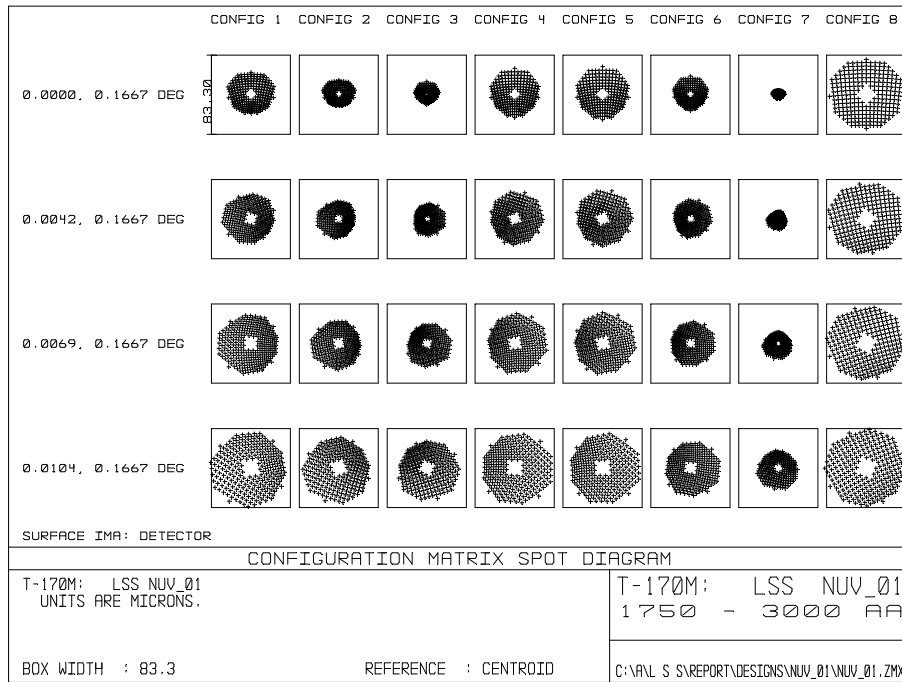 CONFIG 1 CONFIG 2 CONFIG 3 CONFIG 4 CONFIG 5 CONFIG 6 CONFIG 7 CONFIG 8
0.0000, 0.1667 DEG
83.30
0.0042, 0.1667 DEG
0.0069, 0.1667 DEG
0.0104, 0.1667 DEG
SURFACE IMA: DETECTOR
CONFIGURATION MATRIX SPOT DIAGRAM
T-170M: LSS NUV_01
UNITS ARE MICRONS.
BOX WIDTH : 83.3 REFERENCE : CENTROID
T-170M: LSS NUV_01
1750 - 3000 AA
C:\A\L S S\REPORT\DESIGNS\NUV_01\NUV_01.ZMX